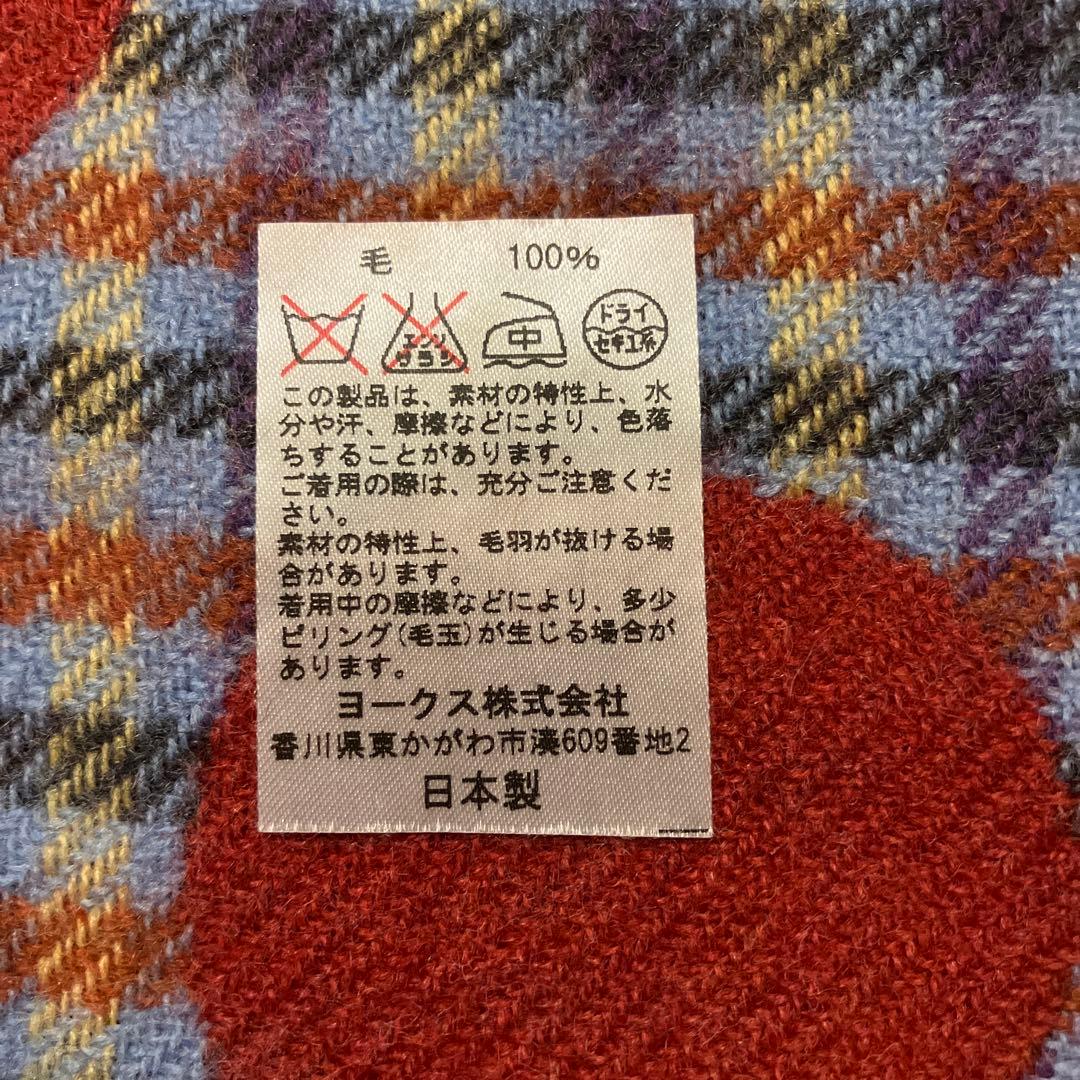 毛 100%
エンソ サラシ 中 ドライ セキユ系
この製品は、素材の特性上、水
分や汗、摩擦などにより、色落
ちすることがあります。
ご着用の際は、充分ご注意くだ
さい。
素材の特性上、毛羽が抜ける場
合があります。
着用中の摩擦などにより、多少
ピリング(毛玉)が生じる場合が
あります。
ヨークス株式会社
香川県東かがわ市湊609番地2
日本製